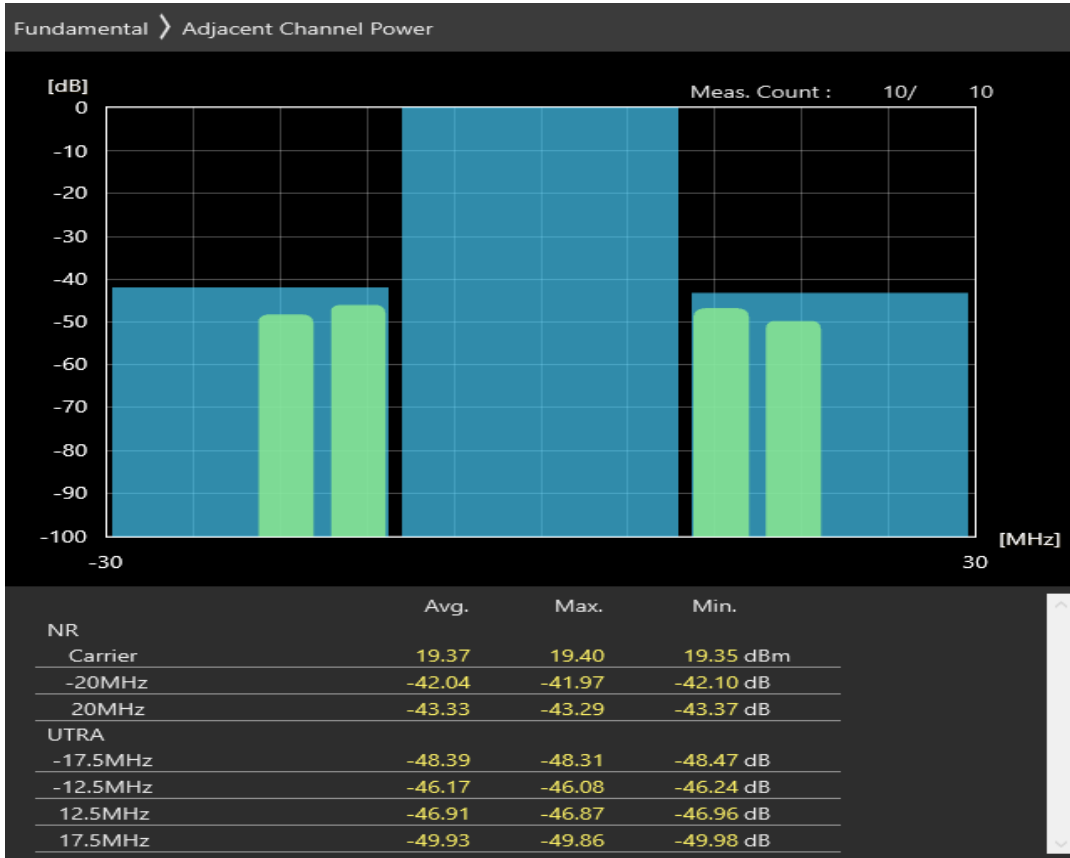 Fundamental 〉 Adjacent Channel Power
[dB]
Meas. Count : 10/ 10
0
-10
-20
-30
-40
-50
-60
-70
-80
-90
-100
[MHz]
-30 30
Avg. Max. Min.
NR
Carrier 19.37 19.40 19.35 dBm
-20MHz -42.04 -41.97 -42.10 dB
20MHz -43.33 -43.29 -43.37 dB
UTRA
-17.5MHz -48.39 -48.31 -48.47 dB
-12.5MHz -46.17 -46.08 -46.24 dB
12.5MHz -46.91 -46.87 -46.96 dB
17.5MHz -49.93 -49.86 -49.98 dB